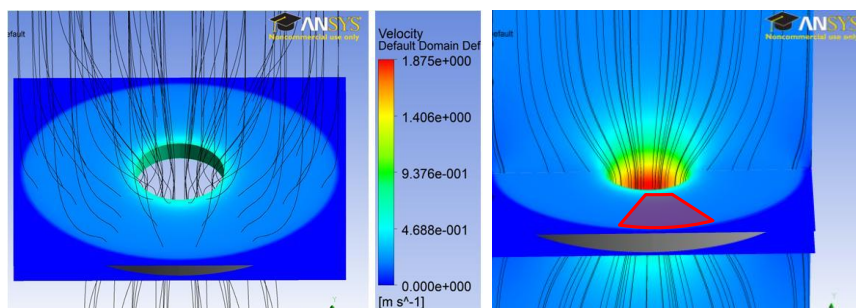 ANSYS
Noncommercial use only
efault
Velocity
Default Domain Def
1.875e+000
1.406e+000
9.376e-001
4.688e-001
0.000e+000
[m s^-1]
ANSYS
Noncommercial use only
default